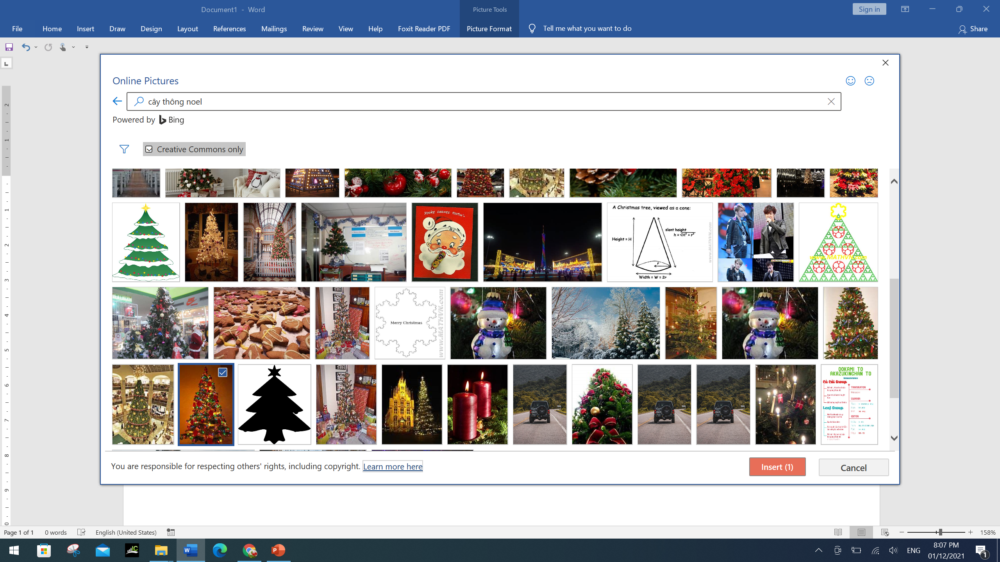 Document1 - Word
Picture Tools
Sign in
File Home Insert Draw Design Layout References Mailings Review View Help Foxit Reader PDF Picture Format Tell me what you want to do Share
Online Pictures
cây thông noel
Powered by Bing
Creative Commons only
YOU'RE DARNED TOOTIN'
A Christmas tree, viewed as a cone:
slant height
h = √H² + r²
Height = H
r
Width = W = 2r
www.MATHVN.com
www.MATHVN.com
Merry Christmas
www.MATHVN.com
OOKAMI TO
AKAZUKINCHAN TO
Củ Cải Group
TRANSLATOR
CLEANER
Leaf Group
EDITOR
You are responsible for respecting others' rights, including copyright. Learn more here
Insert (1)
Cancel
Page 1 of 1 0 words English (United States) 158%
ENG
8:07 PM
01/12/2021
1